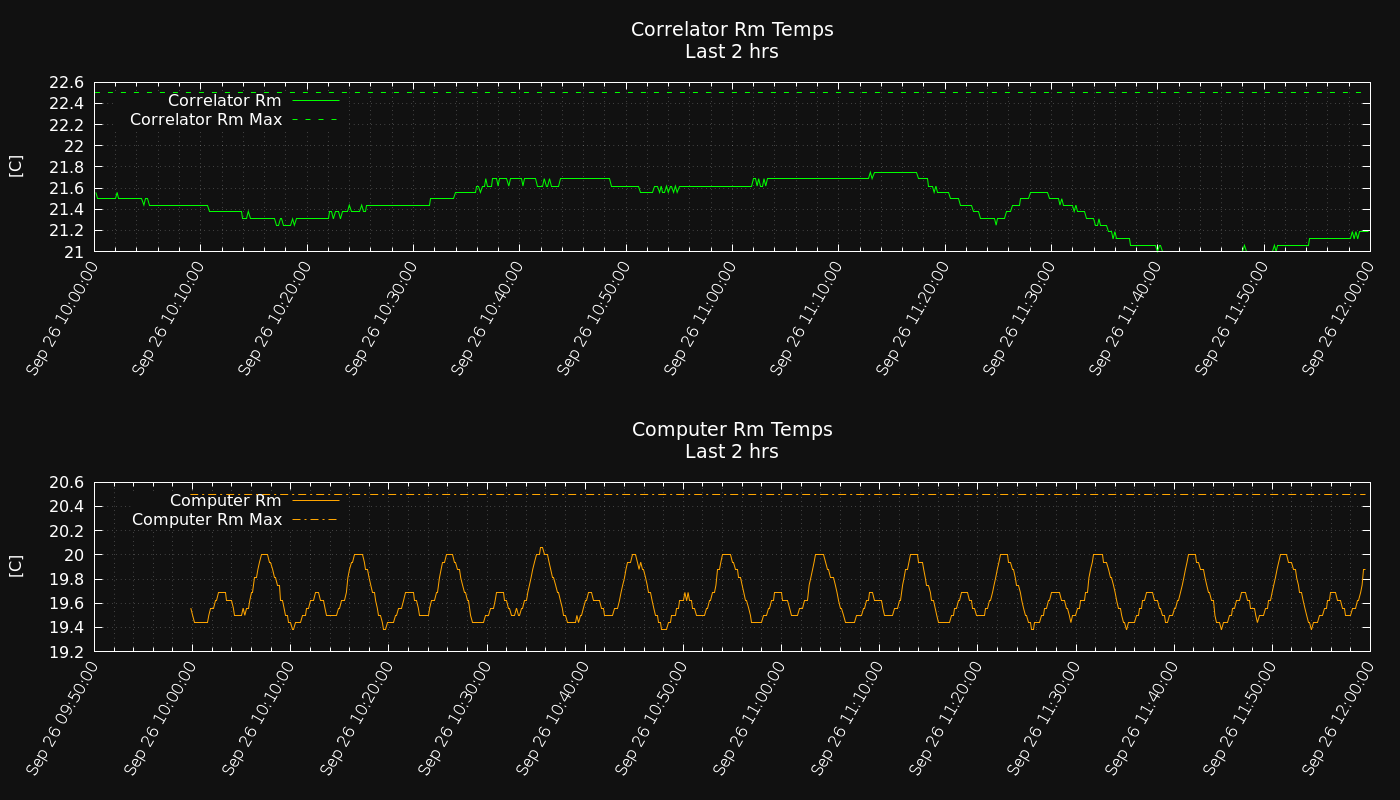 Correlator Rm Temps
Last 2 hrs
22.6
22.4
22.2
22
21.8
21.6
21.4
21.2
21
[C]
Correlator Rm
Correlator Rm Max
Sep 26 10:00:00
Sep 26 10:10:00
Sep 26 10:20:00
Sep 26 10:30:00
Sep 26 10:40:00
Sep 26 10:50:00
Sep 26 11:00:00
Sep 26 11:10:00
Sep 26 11:20:00
Sep 26 11:30:00
Sep 26 11:40:00
Sep 26 11:50:00
Sep 26 12:00:00
Computer Rm Temps
Last 2 hrs
20.6
20.4
20.2
20
19.8
19.6
19.4
19.2
[C]
Computer Rm
Computer Rm Max
Sep 26 09:50:00
Sep 26 10:00:00
Sep 26 10:10:00
Sep 26 10:20:00
Sep 26 10:30:00
Sep 26 10:40:00
Sep 26 10:50:00
Sep 26 11:00:00
Sep 26 11:10:00
Sep 26 11:20:00
Sep 26 11:30:00
Sep 26 11:40:00
Sep 26 11:50:00
Sep 26 12:00:00